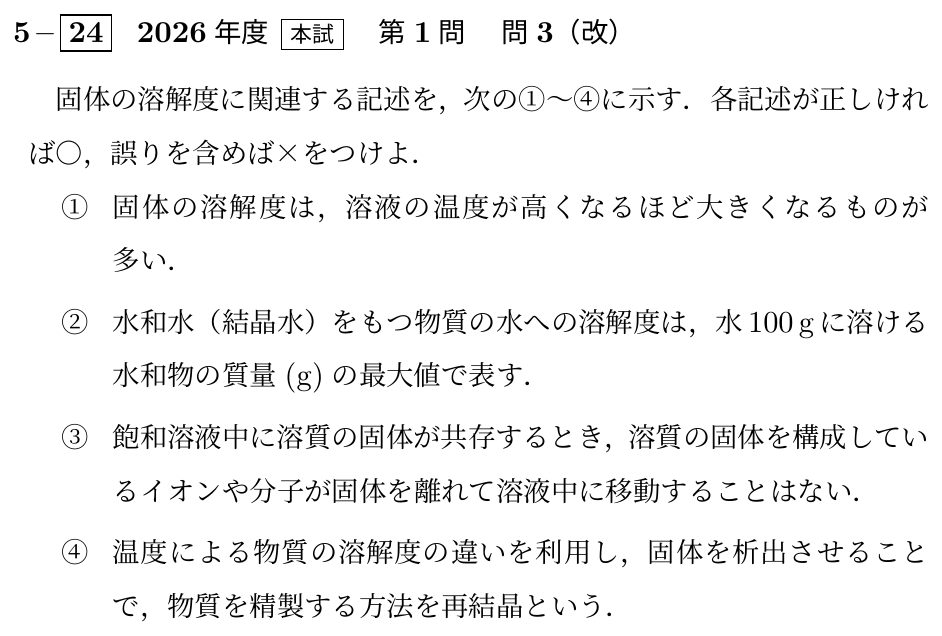 5－24 2026 年度 本試 第 1 問 問 3（改）
固体の溶解度に関連する記述を，次の①～④に示す．各記述が正しけれ
ば○，誤りを含めば×をつけよ．
① 固体の溶解度は，溶液の温度が高くなるほど大きくなるものが
多い．
② 水和水（結晶水）をもつ物質の水への溶解度は，水 100 g に溶ける
水和物の質量 (g) の最大値で表す．
③ 飽和溶液中に溶質の固体が共存するとき，溶質の固体を構成してい
るイオンや分子が固体を離れて溶液中に移動することはない．
④ 温度による物質の溶解度の違いを利用し，固体を析出させること
で，物質を精製する方法を再結晶という．